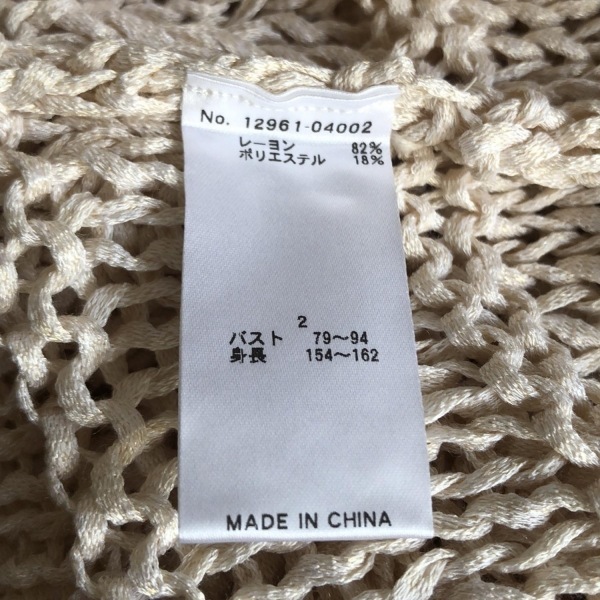 No. 12961-04002
レーヨン 82%
ポリエステル 18%
2
バスト 79〜94
身長 154〜162
MADE IN CHINA